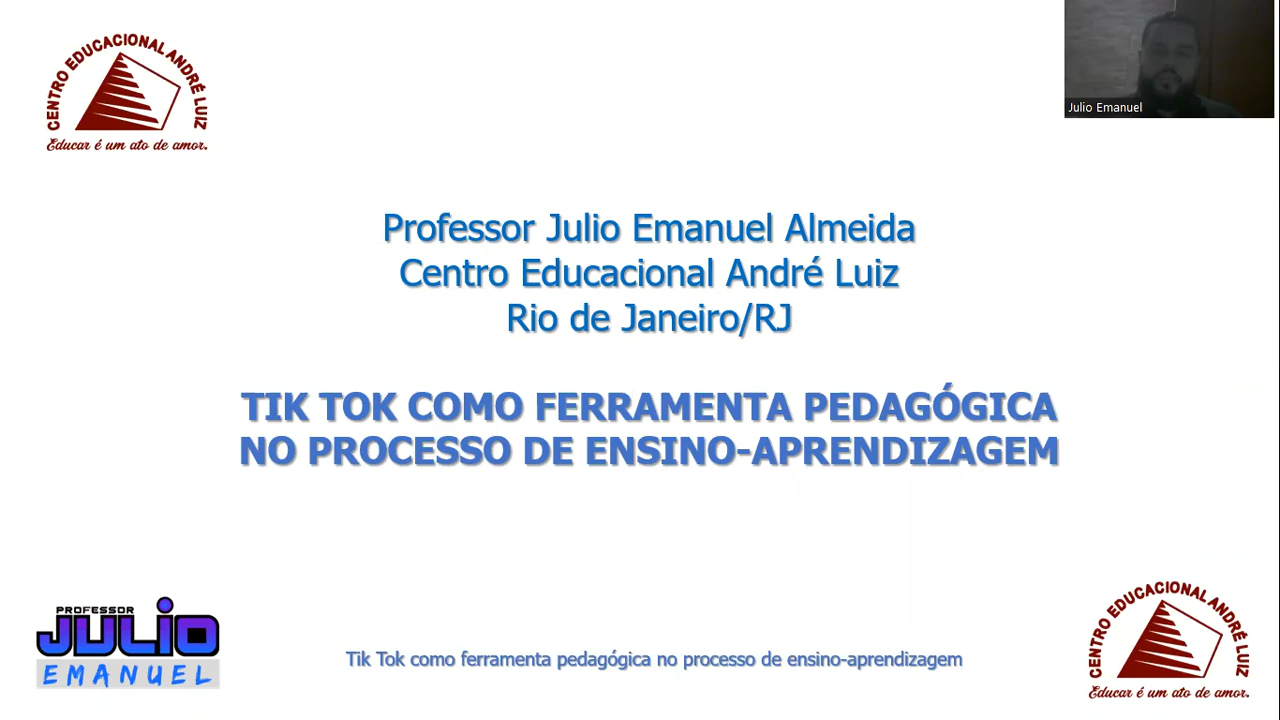 CENTRO EDUCACIONAL ANDRÉ LUIZ
Educar é um ato de amor.
Julio Emanuel
Professor Julio Emanuel Almeida
Centro Educacional André Luiz
Rio de Janeiro/RJ
TIK TOK COMO FERRAMENTA PEDAGÓGICA
NO PROCESSO DE ENSINO-APRENDIZAGEM
PROFESSOR
JULIO
EMANUEL
Tik Tok como ferramenta pedagógica no processo de ensino-aprendizagem
CENTRO EDUCACIONAL ANDRÉ LUIZ
Educar é um ato de amor.